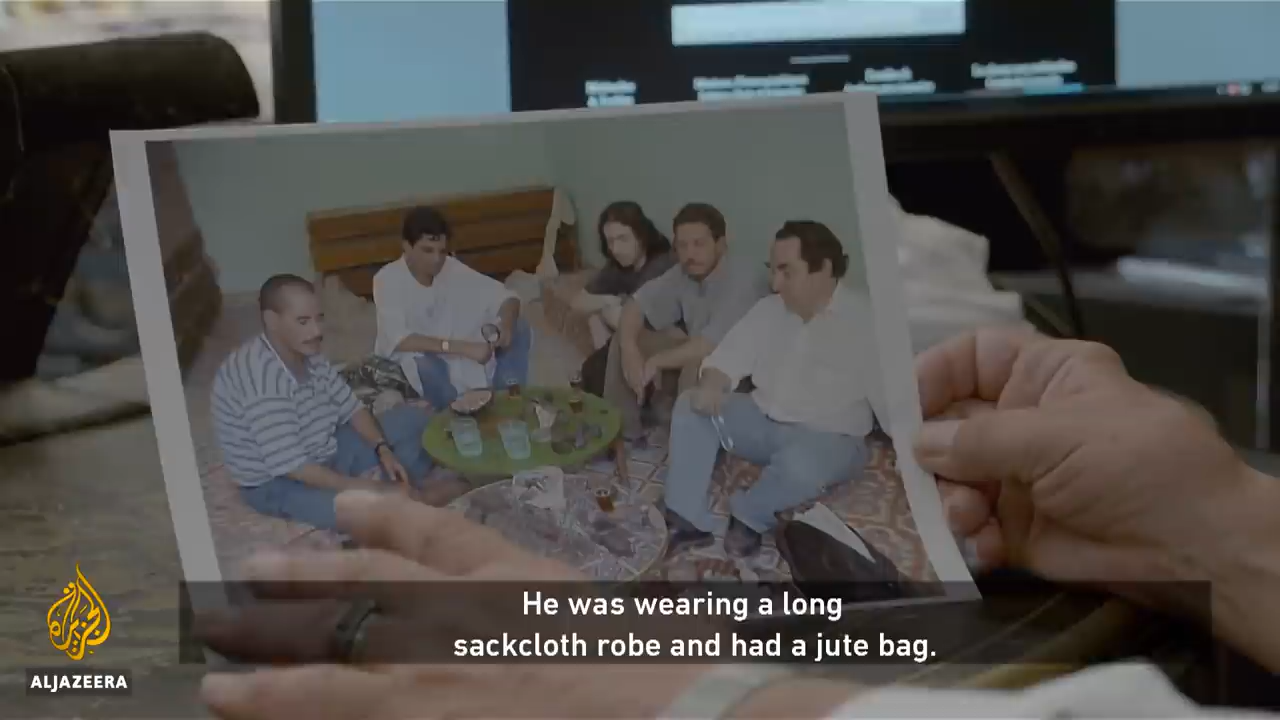 He was wearing a long
sackcloth robe and had a jute bag.
الجزيرة
ALJAZEERA